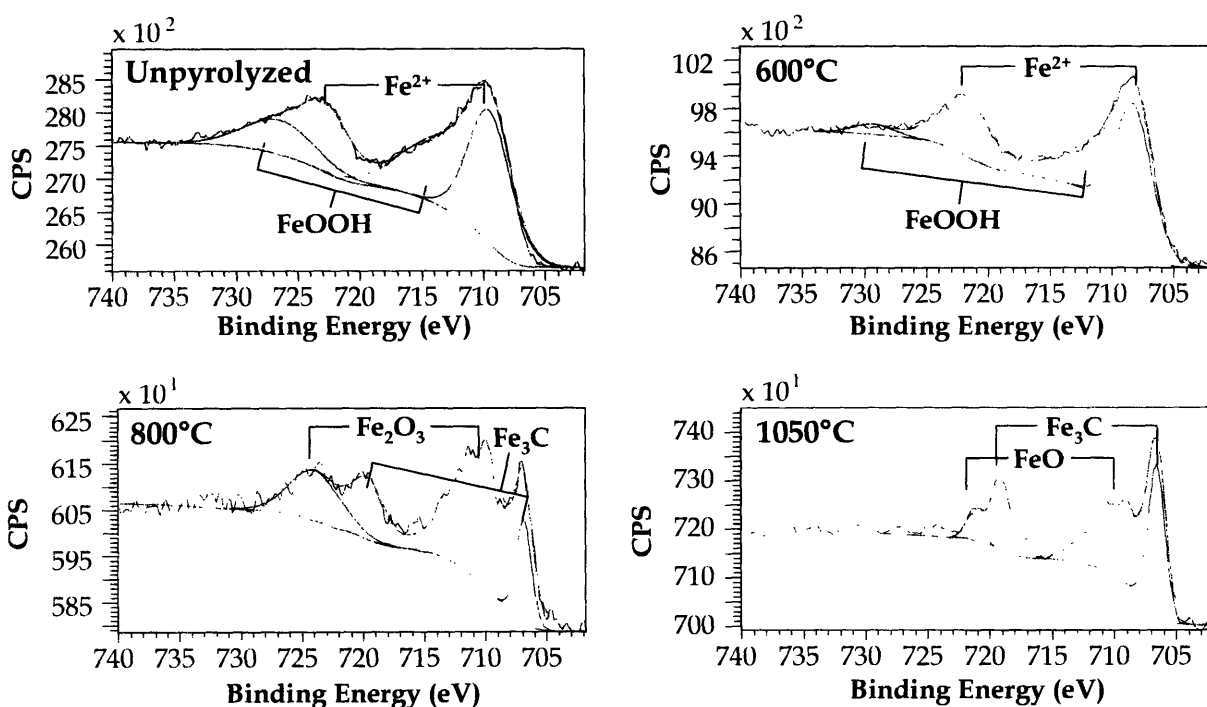 x 10²
Unpyrolyzed
Fe²⁺
FeOOH
285
280
275
270
265
260
CPS
740 735 730 725 720 715 710 705
Binding Energy (eV)
x 10²
600°C
Fe²⁺
FeOOH
102
98
94
90
86
CPS
740 735 730 725 720 715 710 705
Binding Energy (eV)
x 10¹
800°C
Fe₂O₃
Fe₃C
625
615
605
595
585
CPS
740 735 730 725 720 715 710 705
Binding Energy (eV)
x 10¹
1050°C
Fe₃C
FeO
740
730
720
710
700
CPS
740 735 730 725 720 715 710 705
Binding Energy (eV)